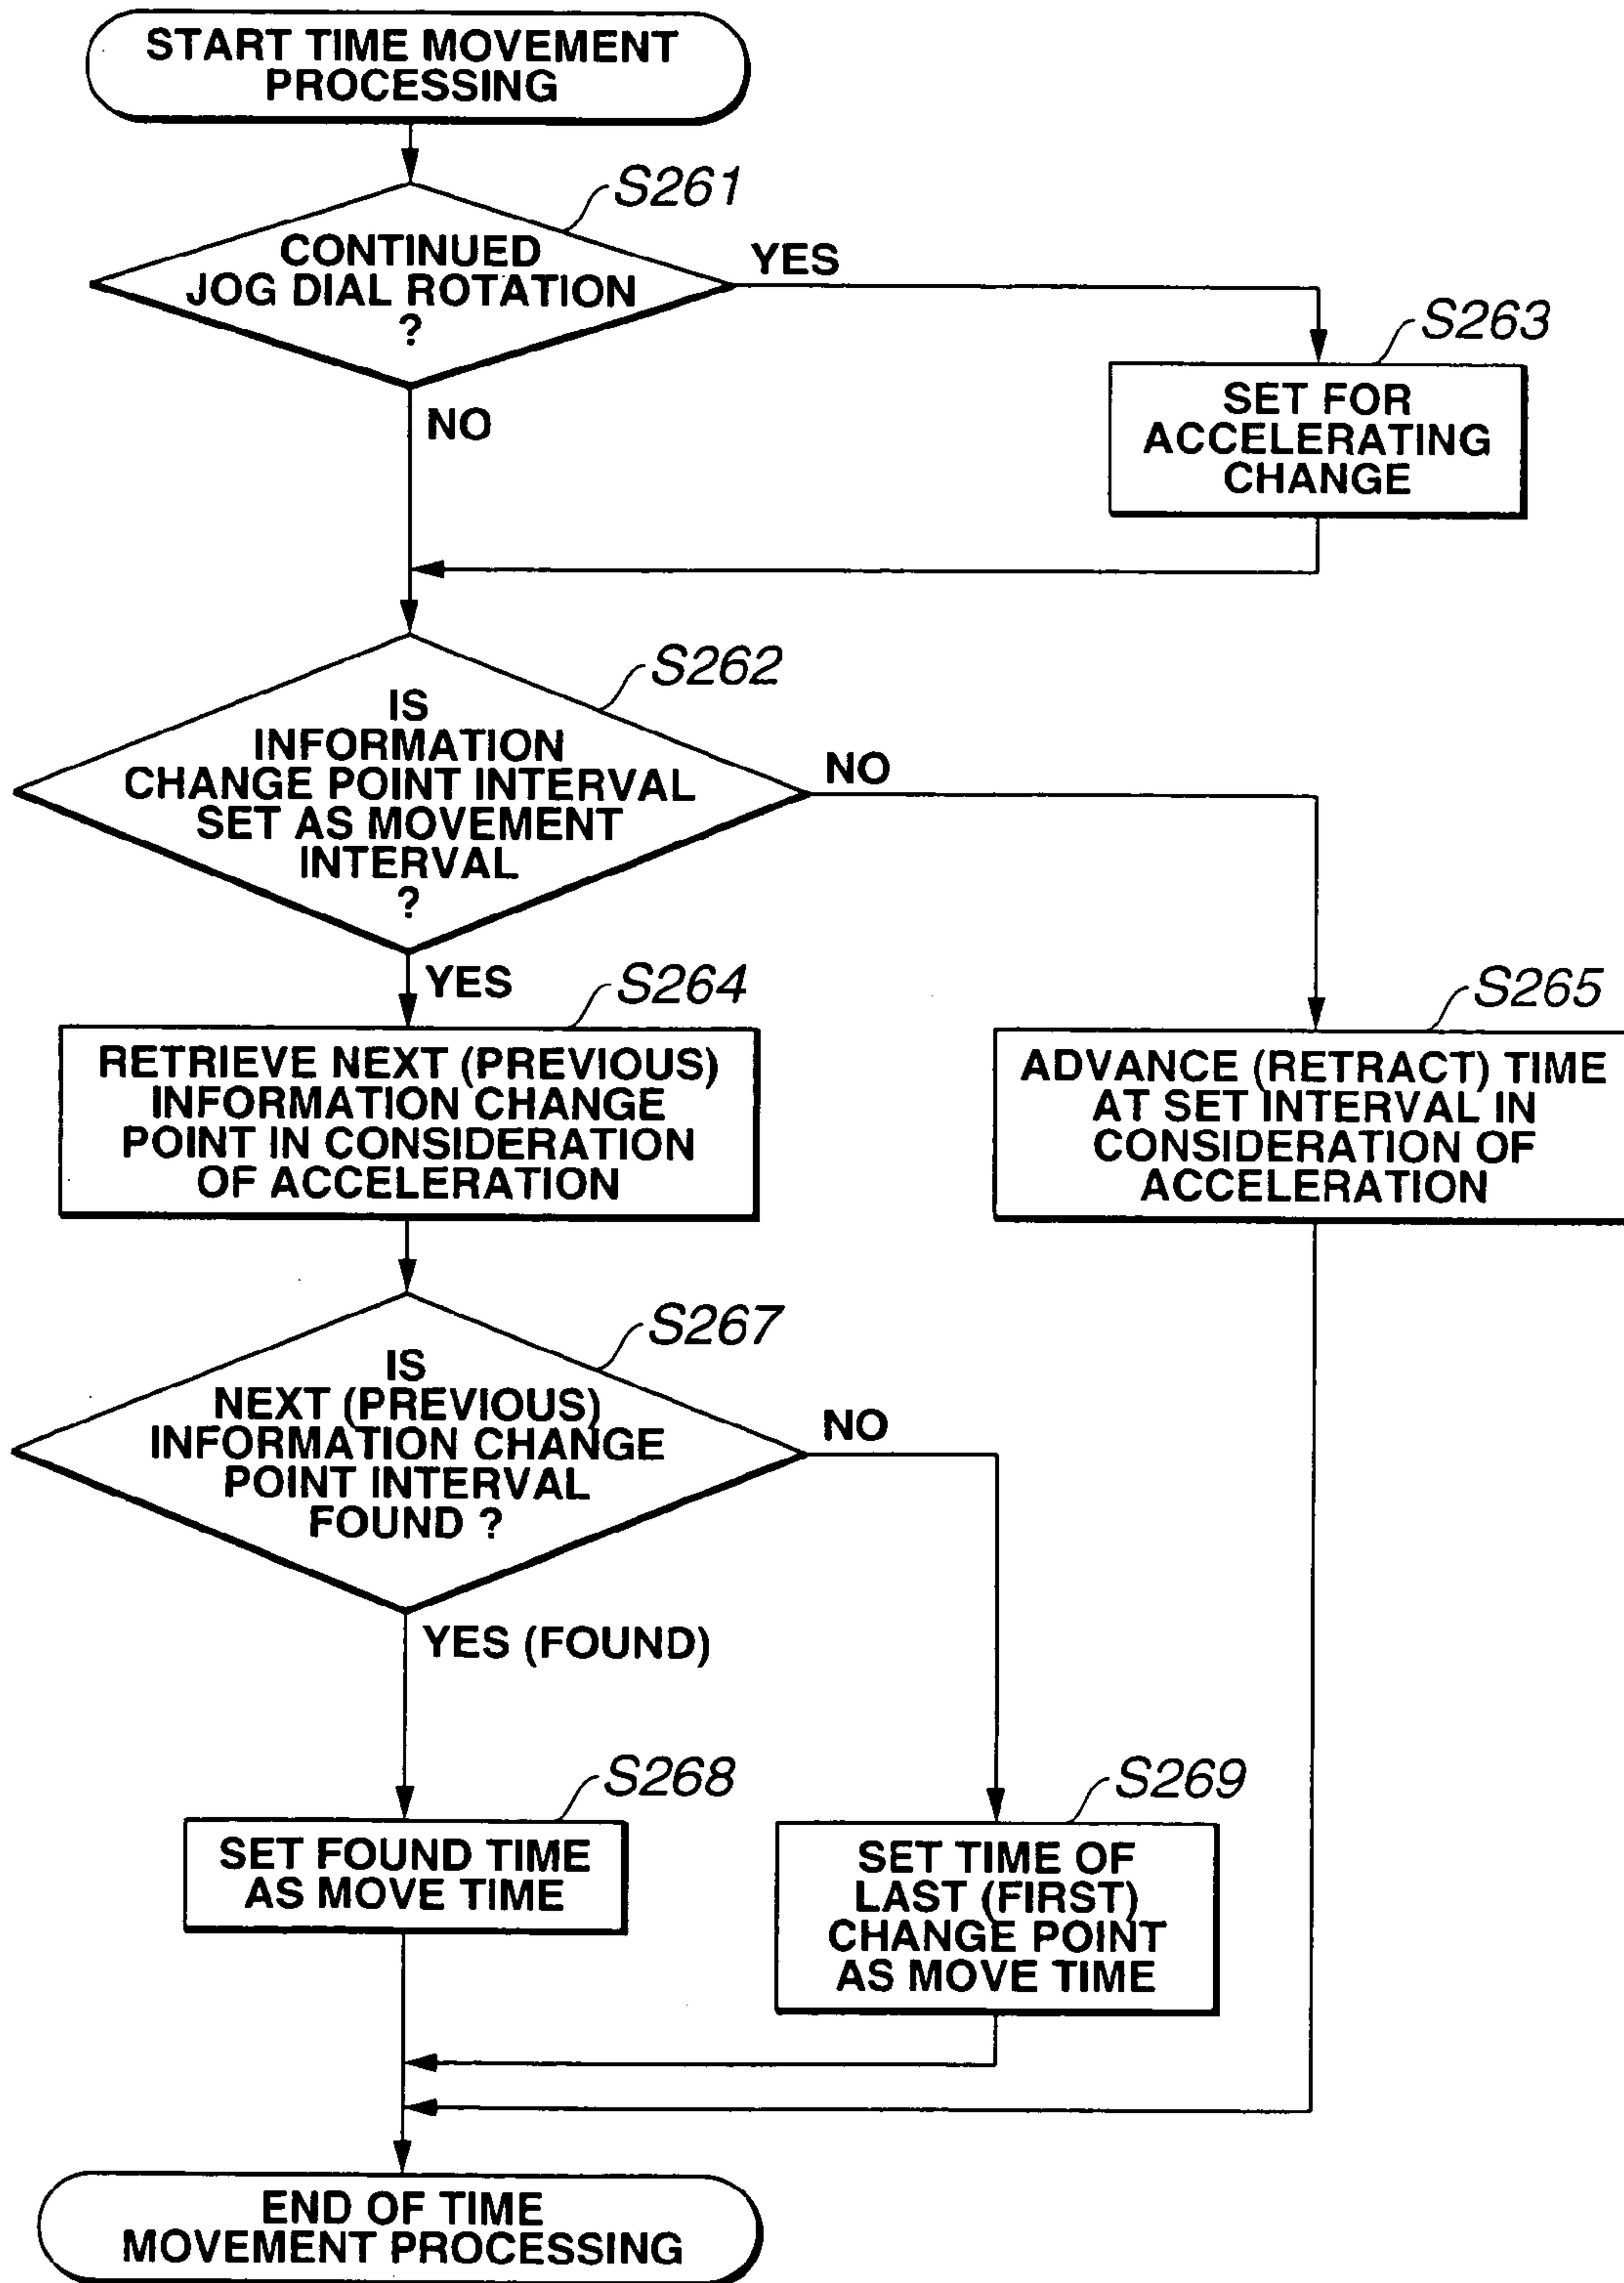 START TIME MOVEMENT
PROCESSING
S261
CONTINUED
JOG DIAL ROTATION
?
YES
NO
S263
SET FOR
ACCELERATING
CHANGE
S262
IS
INFORMATION
CHANGE POINT INTERVAL
SET AS MOVEMENT
INTERVAL
?
NO
YES
S264
RETRIEVE NEXT (PREVIOUS)
INFORMATION CHANGE
POINT IN CONSIDERATION
OF ACCELERATION
S265
ADVANCE (RETRACT) TIME
AT SET INTERVAL IN
CONSIDERATION OF
ACCELERATION
S267
IS
NEXT (PREVIOUS)
INFORMATION CHANGE
POINT INTERVAL
FOUND ?
NO
YES (FOUND)
S268
SET FOUND TIME
AS MOVE TIME
S269
SET TIME OF
LAST (FIRST)
CHANGE POINT
AS MOVE TIME
END OF TIME
MOVEMENT PROCESSING